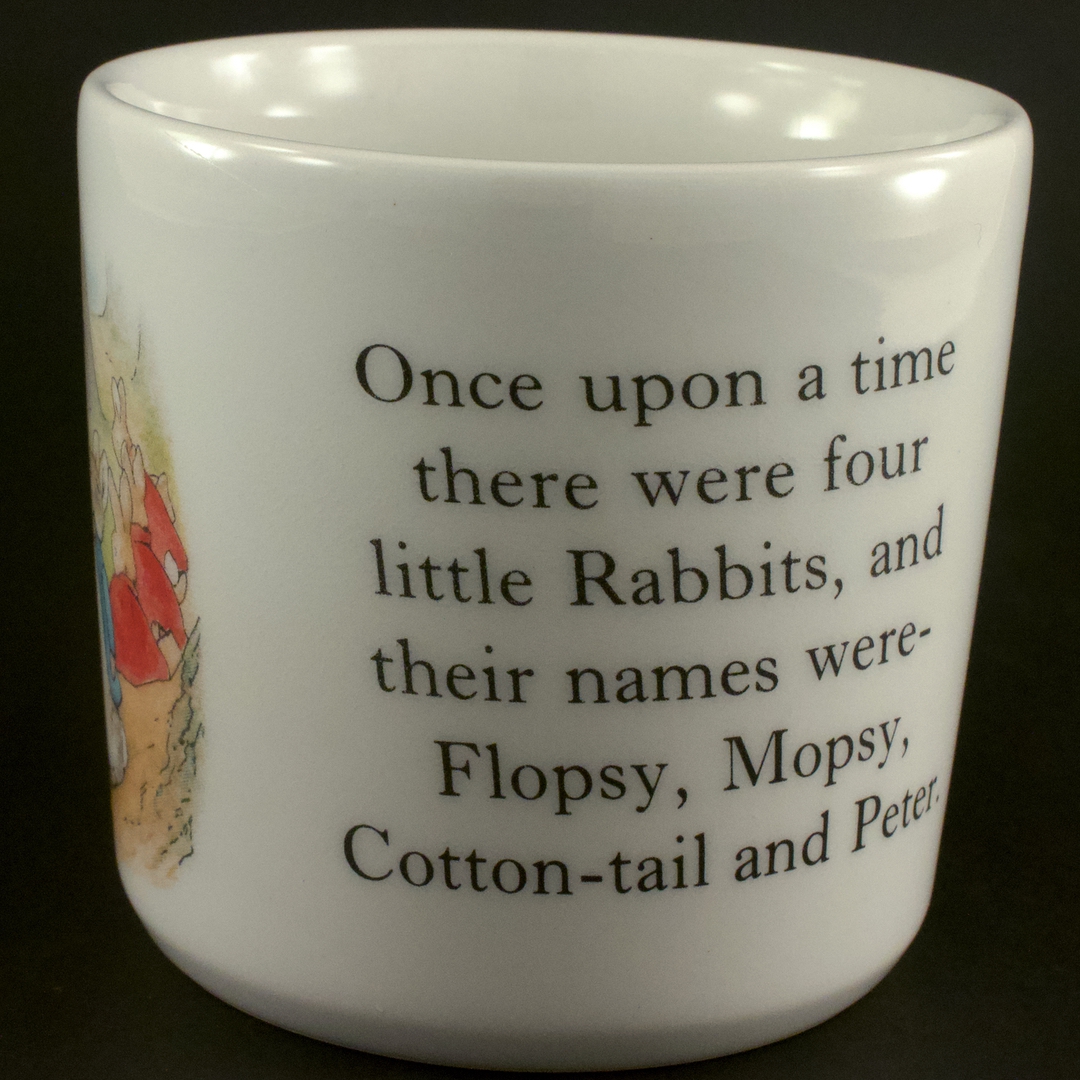 Once upon a time
there were four
little Rabbits, and
their names were-
Flopsy, Mopsy,
Cotton-tail and Peter.